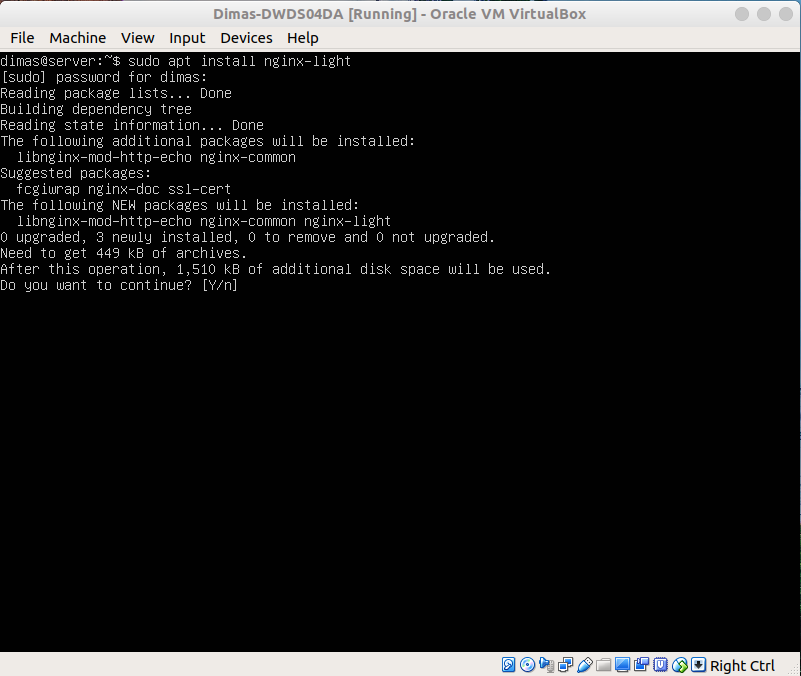 Dimas-DWDS04DA [Running] - Oracle VM VirtualBox
File Machine View Input Devices Help
dimas@server:~$ sudo apt install nginx-light
[sudo] password for dimas:
Reading package lists... Done
Building dependency tree
Reading state information... Done
The following additional packages will be installed:
  libnginx-mod-http-echo nginx-common
Suggested packages:
  fcgiwrap nginx-doc ssl-cert
The following NEW packages will be installed:
  libnginx-mod-http-echo nginx-common nginx-light
0 upgraded, 3 newly installed, 0 to remove and 0 not upgraded.
Need to get 449 kB of archives.
After this operation, 1,510 kB of additional disk space will be used.
Do you want to continue? [Y/n]
Right Ctrl